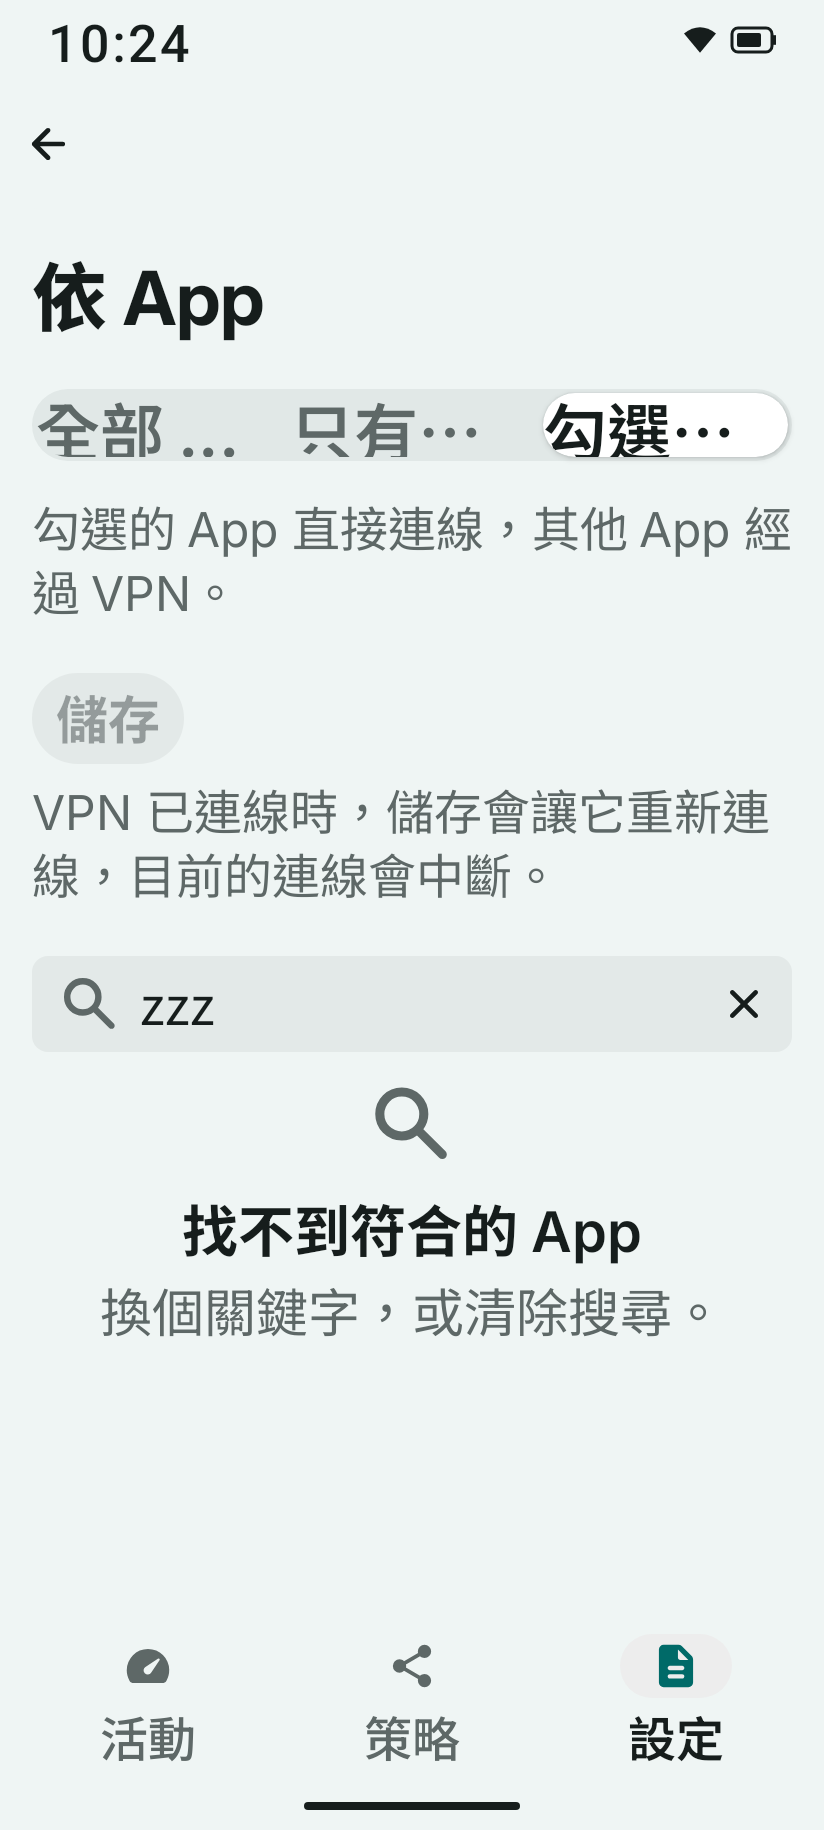 10:24
依 App
全部 ...
只有…
勾選…
勾選的 App 直接連線，其他 App 經
過 VPN。
儲存
VPN 已連線時，儲存會讓它重新連
線，目前的連線會中斷。
zzz
找不到符合的 App
換個關鍵字，或清除搜尋。
活動
策略
設定